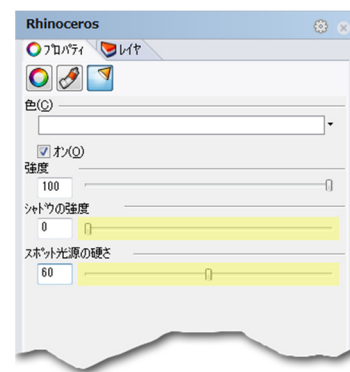 Rhinoceros
プロパティ レイヤ
色(C)
オン(O)
強度
100
シャドウの強度
0
スポット光源の硬さ
60